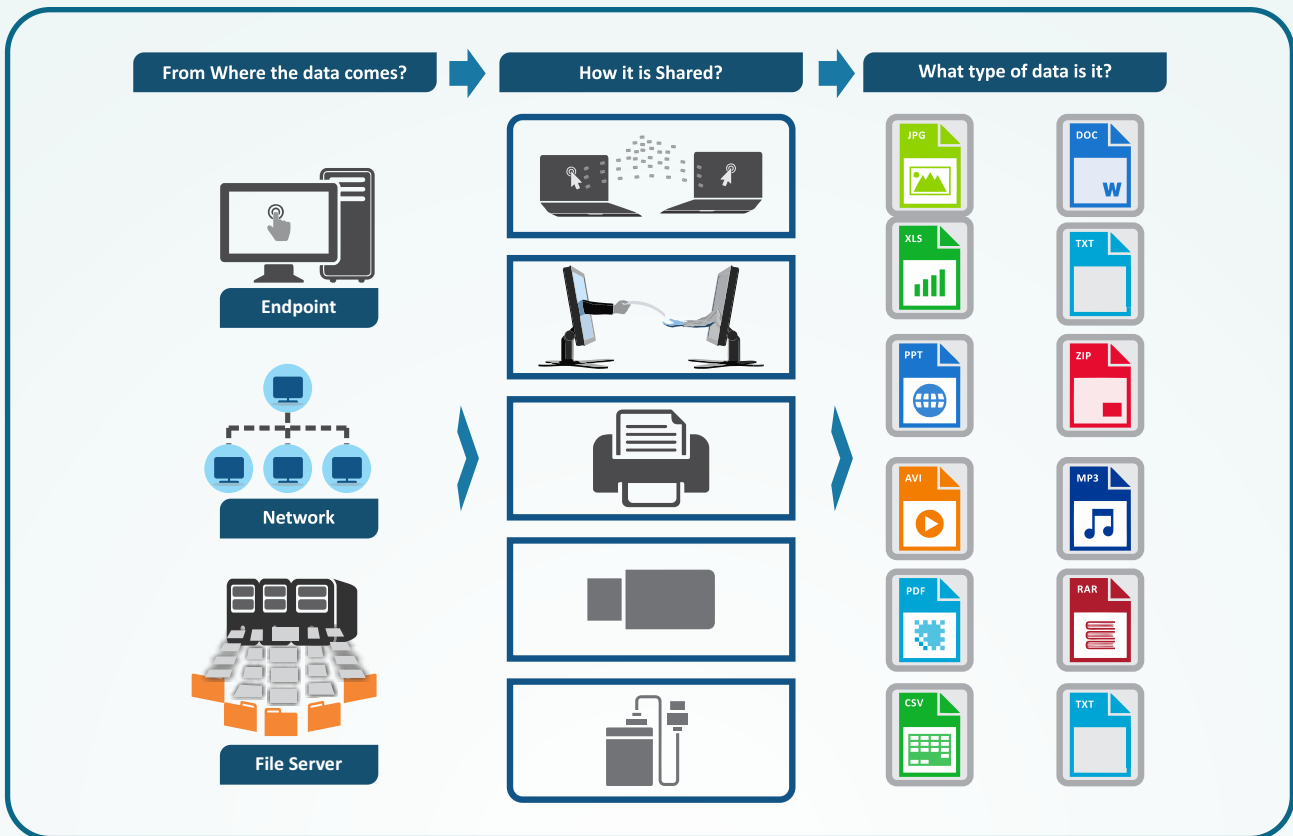 From Where the data comes?
How it is Shared?
What type of data is it?
Endpoint
Network
File Server
JPG
DOC
W
XLS
TXT
PPT
ZIP
AVI
MP3
PDF
RAR
CSV
TXT